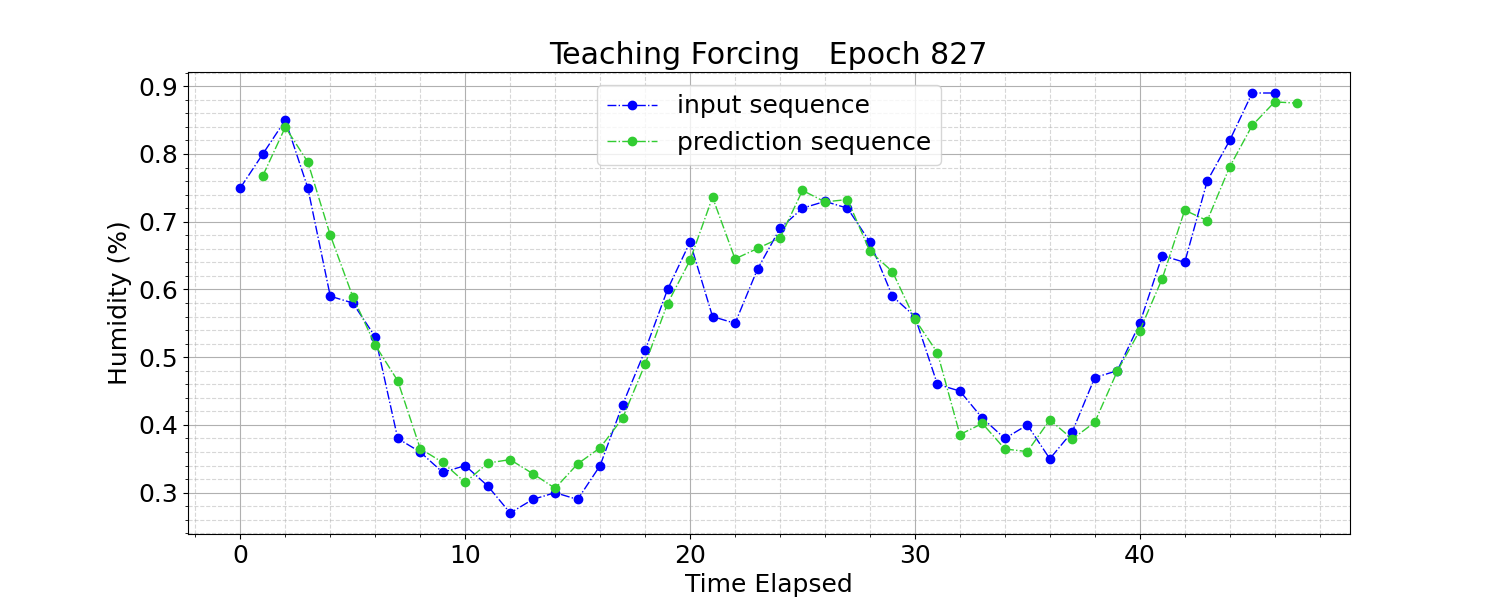 Teaching Forcing   Epoch 827
input sequence
prediction sequence
Humidity (%)
0.9
0.8
0.7
0.6
0.5
0.4
0.3
0 10 20 30 40
Time Elapsed